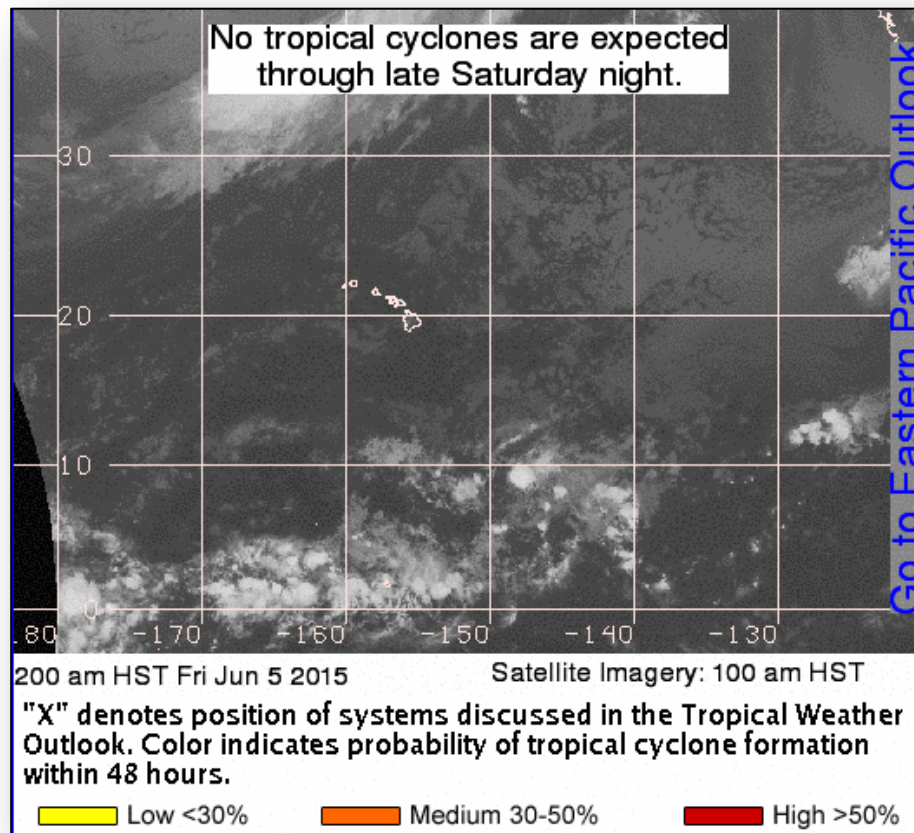 No tropical cyclones are expected
through late Saturday night.
Go to Eastern Pacific Outlook
30
20
10
0
.80 -170 -160 -150 -140 -130
200 am HST Fri Jun 5 2015 Satellite Imagery: 100 am HST
"X" denotes position of systems discussed in the Tropical Weather
Outlook. Color indicates probability of tropical cyclone formation
within 48 hours.
Low <30% Medium 30-50% High >50%